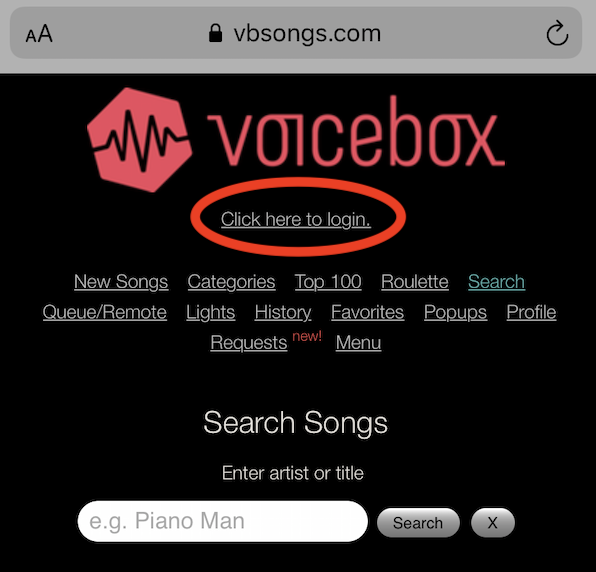 AA vbsongs.com
voicebox
Click here to login.
New Songs Categories Top 100 Roulette Search
Queue/Remote Lights History Favorites Popups Profile
Requests new! Menu
Search Songs
Enter artist or title
e.g. Piano Man Search X